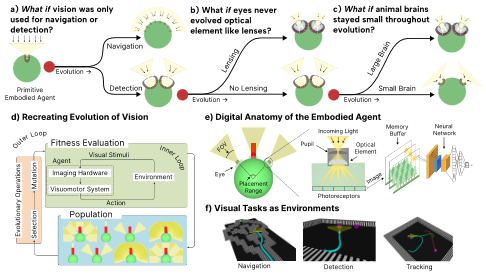 a) What if vision was only
used for navigation or
detection?
Navigation
Detection
Primitive
Embodied Agent
Evolution →
b) What if eyes never
evolved optical
element like lenses?
Lensing
No Lensing
Evolution →
c) What if animal brains
stayed small throughout
evolution?
Large Brain
Small Brain
Evolution →
d) Recreating Evolution of Vision
Outer Loop
Fitness Evaluation
Inner Loop
Visual Stimuli
Agent
Imaging Hardware
Visuomotor System
Environment
Action
Evolutionary Operations
Mutation
Selection
Population
e) Digital Anatomy of the Embodied Agent
FOV
Eye
Placement
Range
Incoming Light
Pupil
Optical
Element
Photoreceptors
Image
Memory
Buffer
Neural
Network
f) Visual Tasks as Environments
Navigation
Detection
Tracking